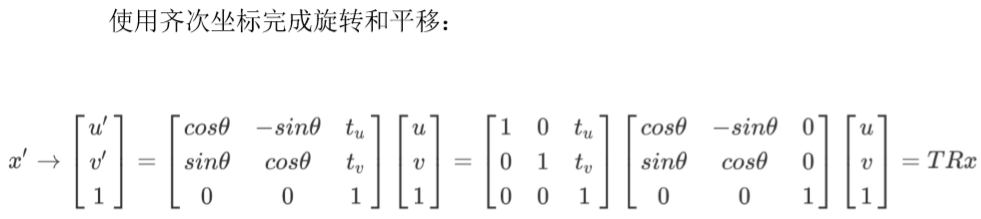 使用齐次坐标完成旋转和平移：
x′ → [u′ v′ 1] = [cosθ −sinθ t_u; sinθ cosθ t_v; 0 0 1] [u v 1] = [1 0 t_u; 0 1 t_v; 0 0 1] [cosθ −sinθ 0; sinθ cosθ 0; 0 0 1] [u v 1] = TRx